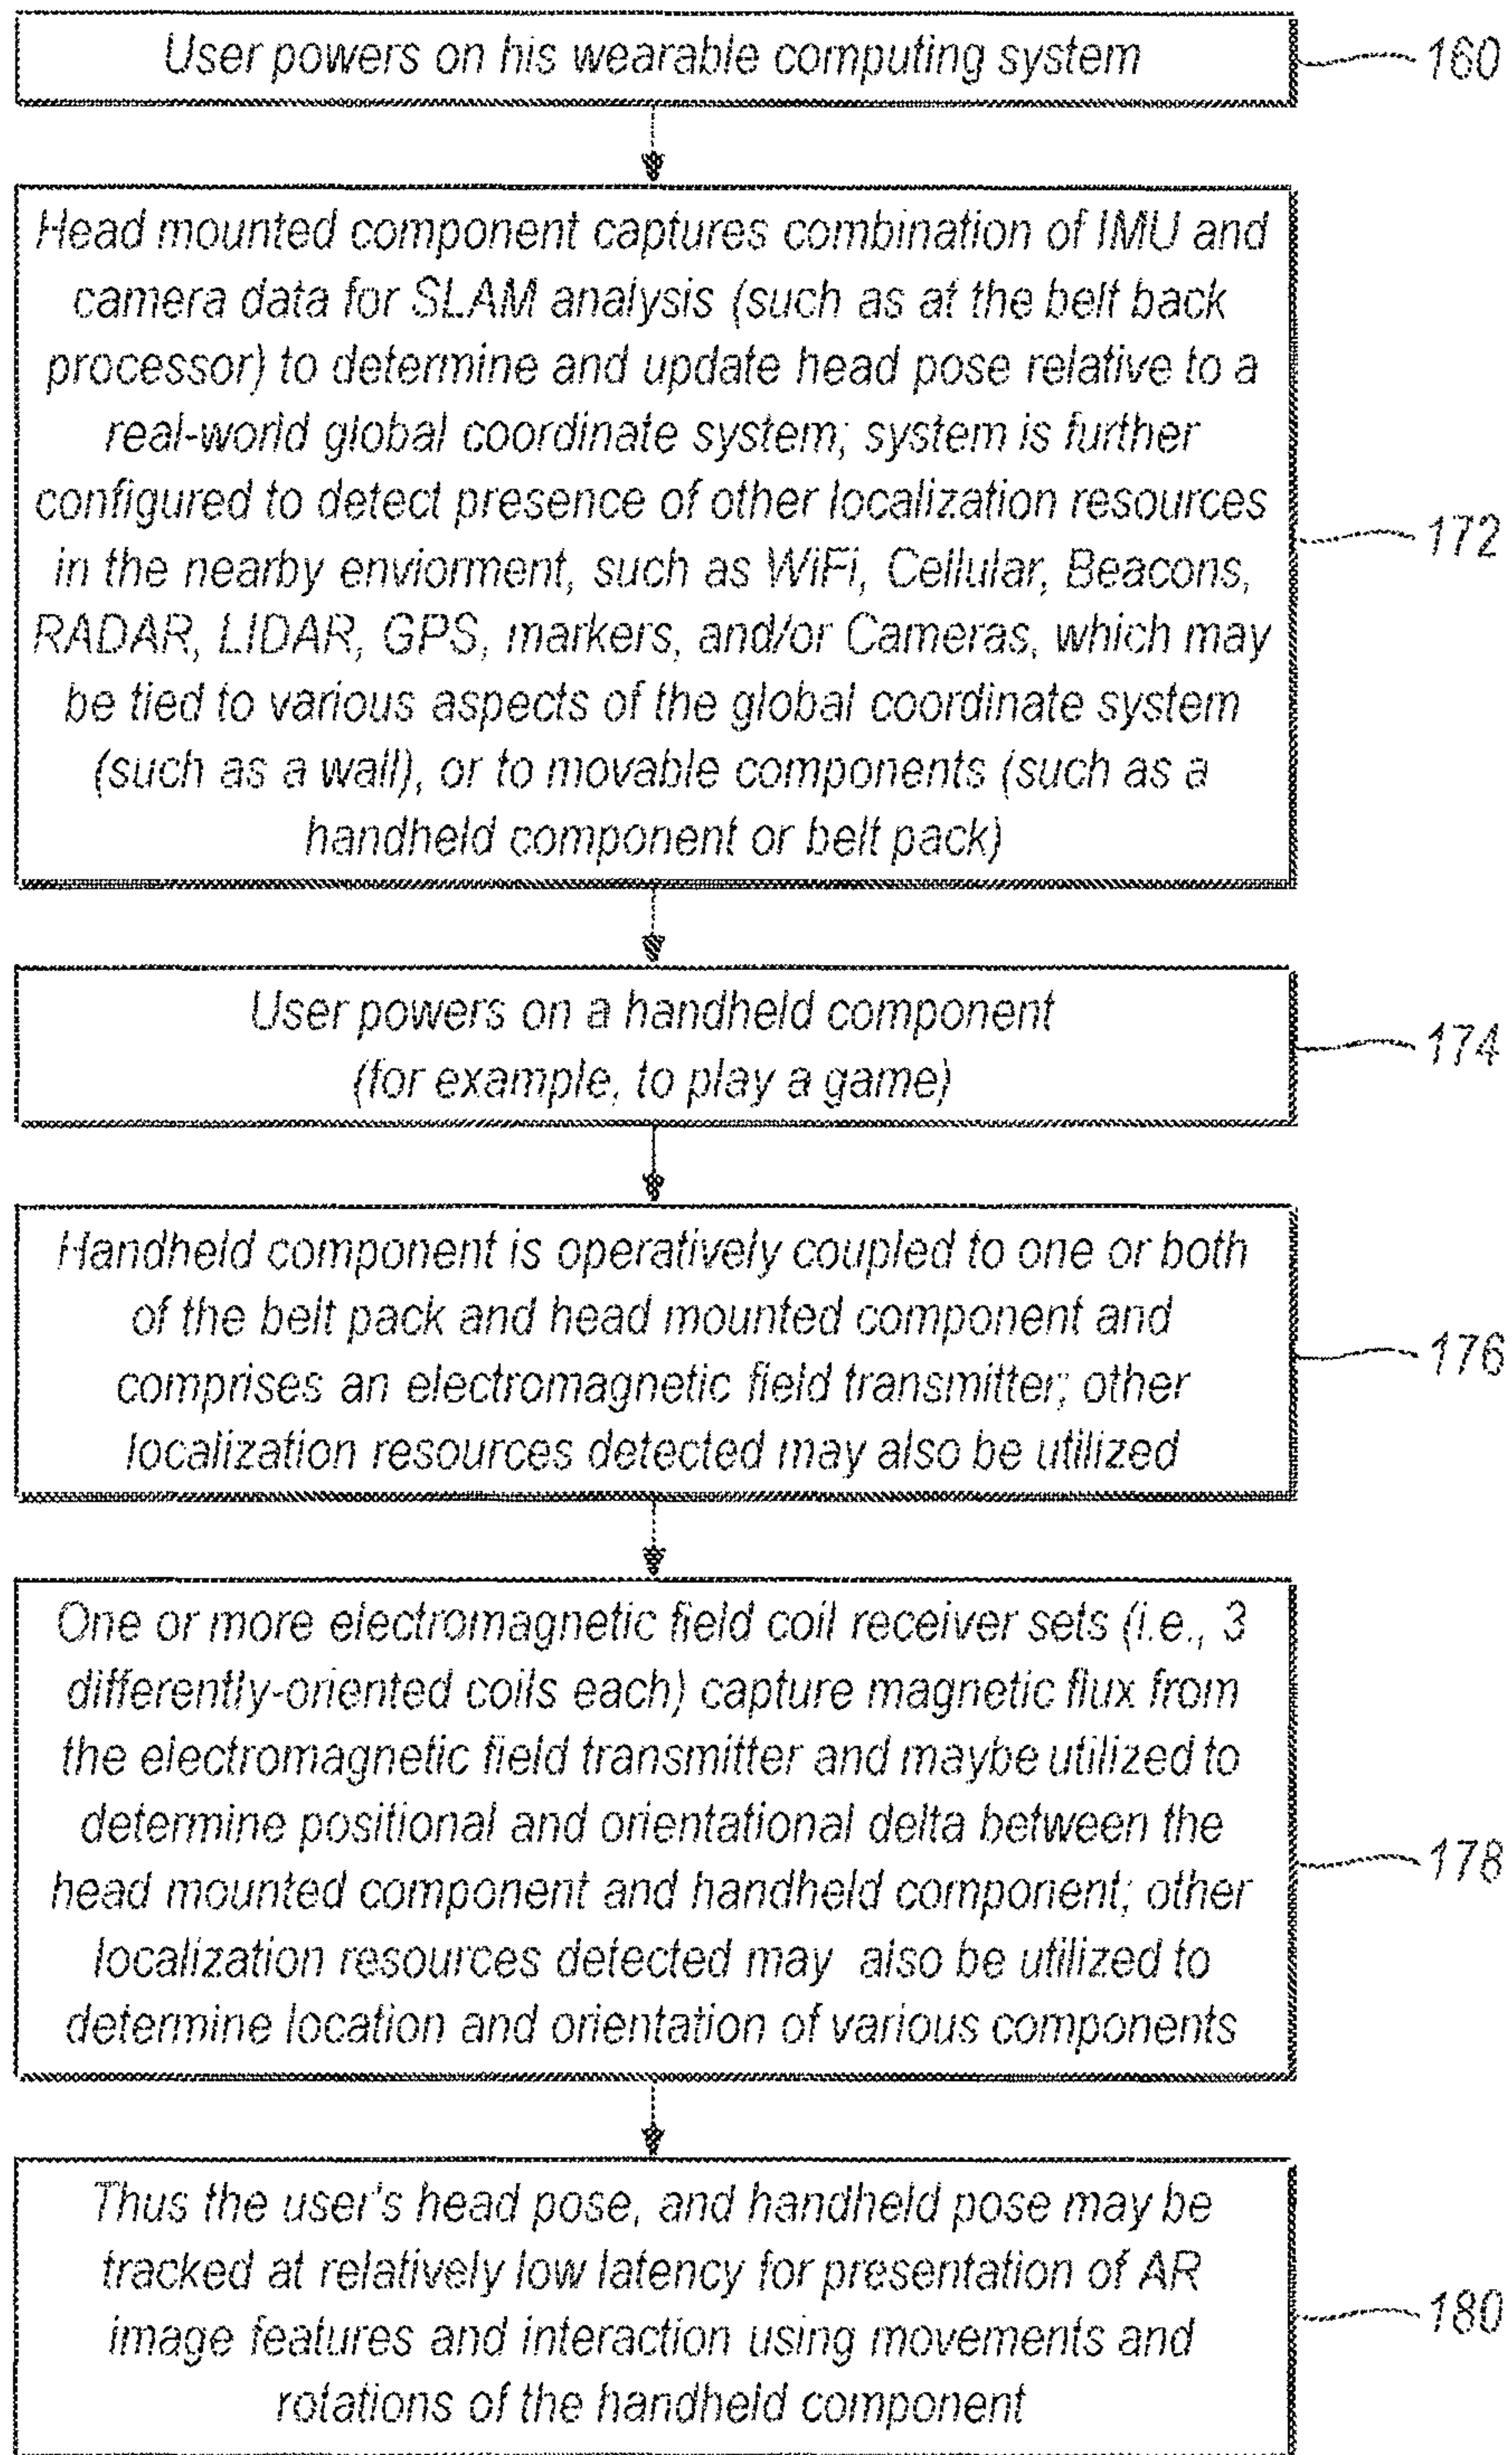 User powers on his wearable computing system
160
Head mounted component captures combination of IMU and
camera data for SLAM analysis (such as at the belt back
processor) to determine and update head pose relative to a
real-world global coordinate system; system is further
configured to detect presence of other localization resources
in the nearby enviorment, such as WiFi, Cellular, Beacons,
RADAR, LIDAR, GPS, markers, and/or Cameras, which may
be tied to various aspects of the global coordinate system
(such as a wall), or to movable components (such as a
handheld component or belt pack)
172
User powers on a handheld component
(for example, to play a game)
174
Handheld component is operatively coupled to one or both
of the belt pack and head mounted component and
comprises an electromagnetic field transmitter; other
localization resources detected may also be utilized
176
One or more electromagnetic field coil receiver sets (i.e., 3
differently-oriented coils each) capture magnetic flux from
the electromagnetic field transmitter and maybe utilized to
determine positional and orientational delta between the
head mounted component and handheld component; other
localization resources detected may also be utilized to
determine location and orientation of various components
178
Thus the user's head pose, and handheld pose may be
tracked at relatively low latency for presentation of AR
image features and interaction using movements and
rotations of the handheld component
180